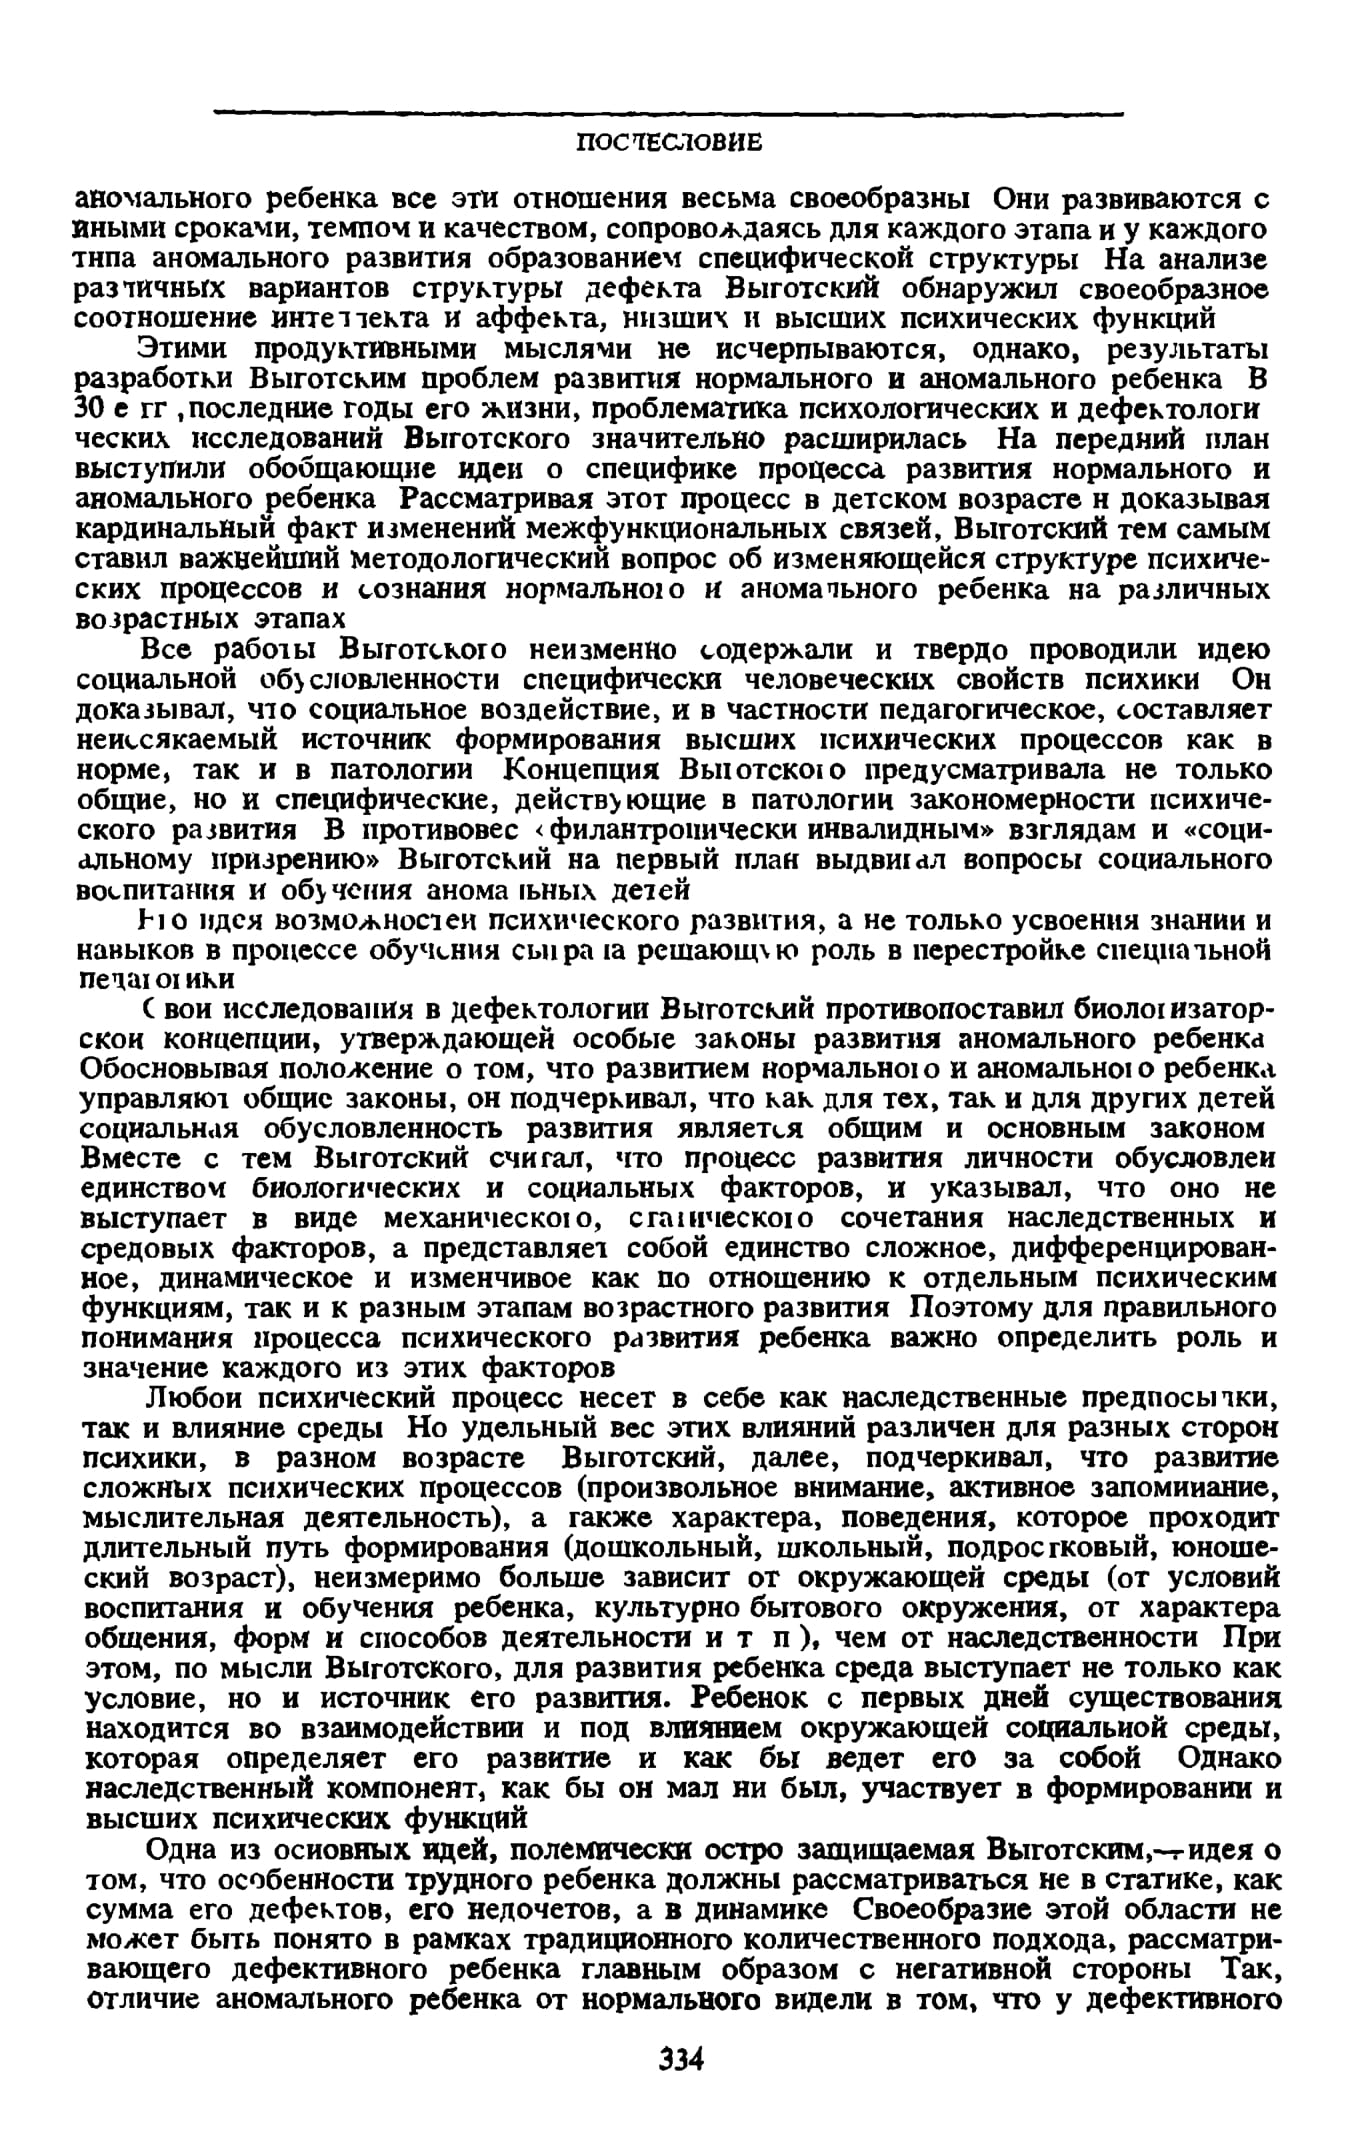 ПОСЛЕСЛОВИЕ
аномального ребенка все эти отношения весьма своеобразны Они развиваются с
иными сроками, темпом и качеством, сопровождаясь для каждого этапа и у каждого
типа аномального развития образованием специфической структуры На анализе
различных вариантов структуры дефекта Выготский обнаружил своеобразное
соотношение интеллекта и аффекта, низших и высших психических функций
Этими продуктивными мыслями не исчерпываются, однако, результаты
разработки Выготским проблем развития нормального и аномального ребенка В
30 е гг , последние годы его жизни, проблематика психологических и дефектологи
ческих исследований Выготского значительно расширилась На передний план
выступили обобщающие идеи о специфике процесса развития нормального и
аномального ребенка Рассматривая этот процесс в детском возрасте и доказывая
кардинальный факт изменений межфункциональных связей, Выготский тем самым
ставил важнейший методологический вопрос об изменяющейся структуре психиче-
ских процессов и сознания нормального и аномального ребенка на различных
возрастных этапах
Все работы Выготского неизменно содержали и твердо проводили идею
социальной обусловленности специфически человеческих свойств психики Он
доказывал, что социальное воздействие, и в частности педагогическое, составляет
неиссякаемый источник формирования высших психических процессов как в
норме, так и в патологии Концепция Выготского предусматривала не только
общие, но и специфические, действующие в патологии закономерности психиче-
ского развития В противовес «филантропически инвалидным» взглядам и «соци-
альному призрению» Выготский на первый план выдвигал вопросы социального
воспитания и обучения аномальных детей
Его идея возможностей психического развития, а не только усвоения знании и
навыков в процессе обучения сыграла решающую роль в перестройке специальной
педагогики
Свои исследования в дефектологии Выготский противопоставил биологизатор-
скои концепции, утверждающей особые законы развития аномального ребенка
Обосновывая положение о том, что развитием нормального и аномального ребенка
управляют общие законы, он подчеркивал, что как для тех, так и для других детей
социальная обусловленность развития является общим и основным законом
Вместе с тем Выготский считал, что процесс развития личности обусловлен
единством биологических и социальных факторов, и указывал, что оно не
выступает в виде механического, статического сочетания наследственных и
средовых факторов, а представляет собой единство сложное, дифференцирован-
ное, динамическое и изменчивое как по отношению к отдельным психическим
функциям, так и к разным этапам возрастного развития Поэтому для правильного
понимания процесса психического развития ребенка важно определить роль и
значение каждого из этих факторов
Любои психический процесс несет в себе как наследственные предпосылки,
так и влияние среды Но удельный вес этих влияний различен для разных сторон
психики, в разном возрасте Выготский, далее, подчеркивал, что развитие
сложных психических процессов (произвольное внимание, активное запоминание,
мыслительная деятельность), а также характера, поведения, которое проходит
длительный путь формирования (дошкольный, школьный, подростковый, юноше-
ский возраст), неизмеримо больше зависит от окружающей среды (от условий
воспитания и обучения ребенка, культурно бытового окружения, от характера
общения, форм и способов деятельности и т п ), чем от наследственности При
этом, по мысли Выготского, для развития ребенка среда выступает не только как
условие, но и источник его развития. Ребенок с первых дней существования
находится во взаимодействии и под влиянием окружающей социальной среды,
которая определяет его развитие и как бы ведет его за собой Однако
наследственный компонент, как бы он мал ни был, участвует в формировании и
высших психических функций
Одна из основных идей, полемически остро защищаемая Выготским,— идея о
том, что особенности трудного ребенка должны рассматриваться не в статике, как
сумма его дефектов, его недочетов, а в динамике Своеобразие этой области не
может быть понято в рамках традиционного количественного подхода, рассматри-
вающего дефективного ребенка главным образом с негативной стороны Так,
отличие аномального ребенка от нормального видели в том, что у дефективного
334